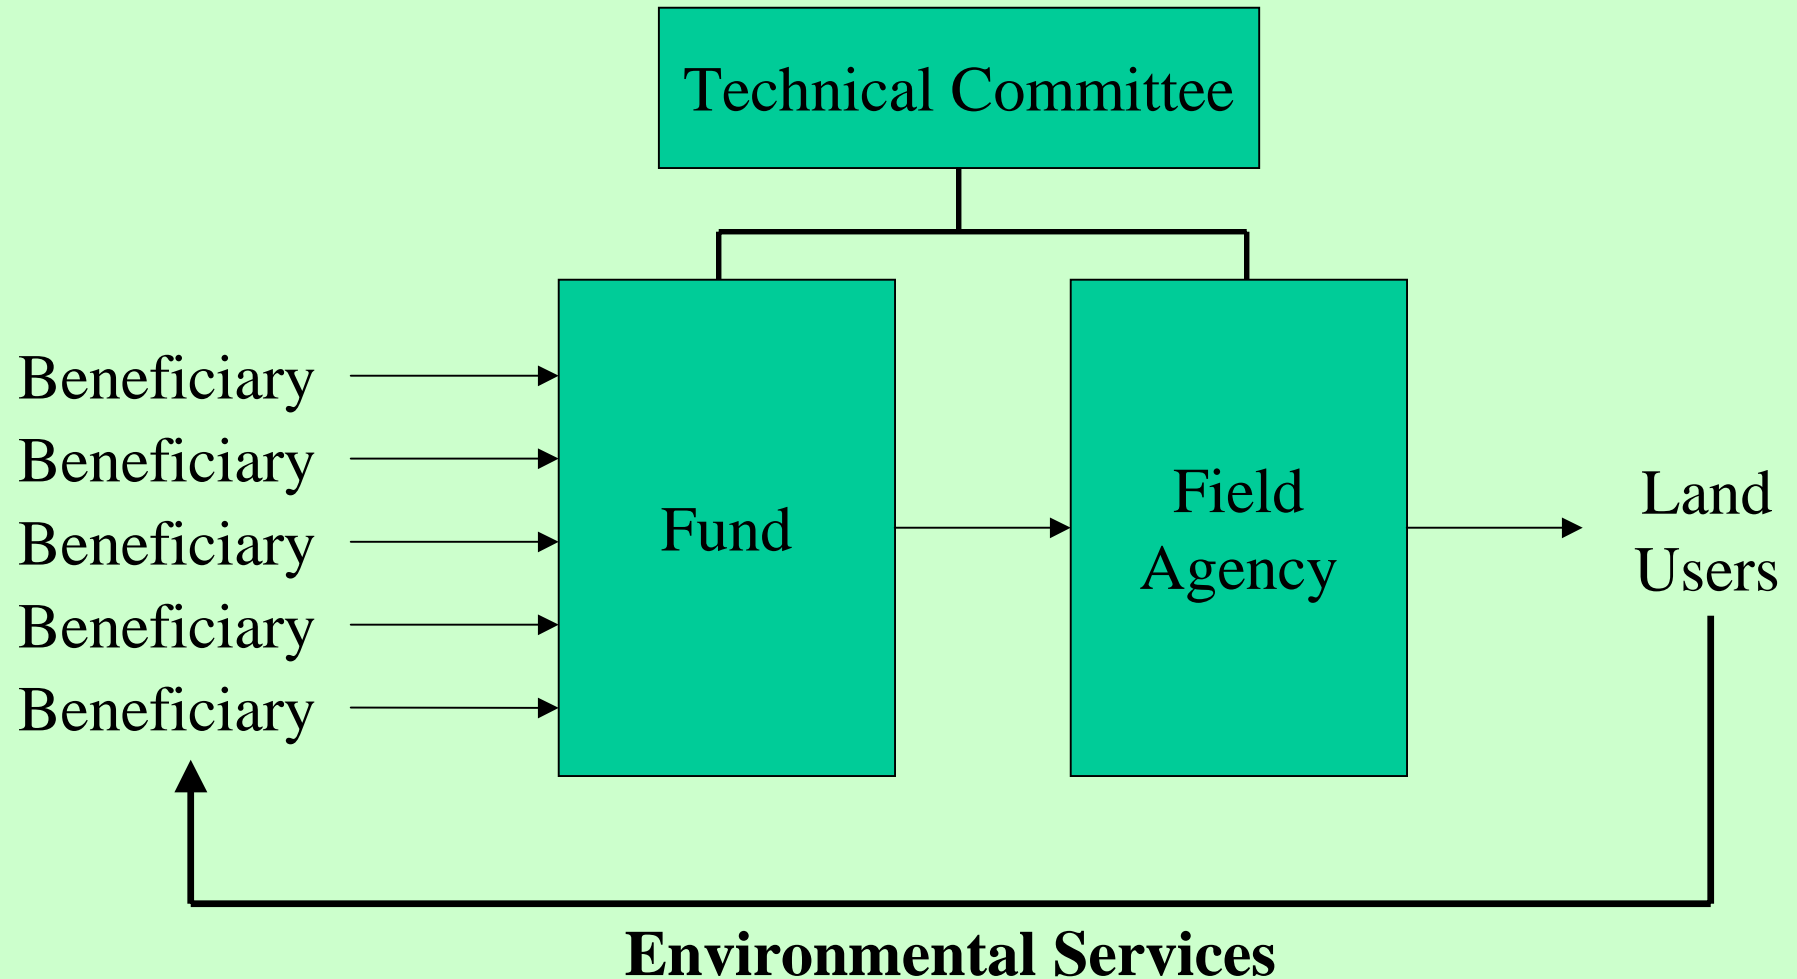 Technical Committee
Beneficiary
Beneficiary
Beneficiary
Beneficiary
Beneficiary
Fund
Field
Agency
Land
Users
Environmental Services